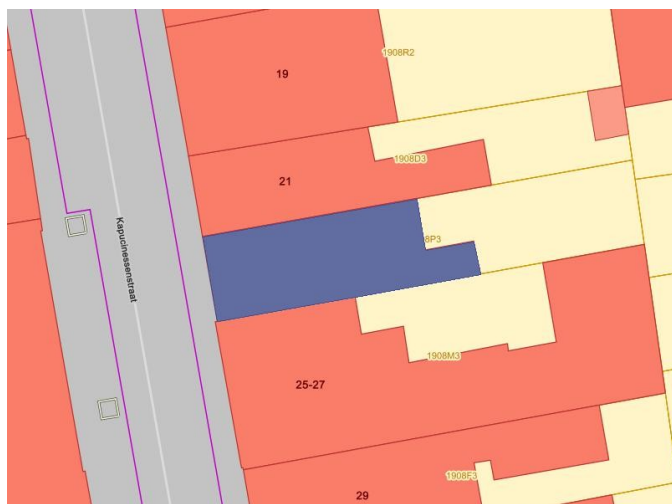 1908R2
19
1908D3
21
8P3
Kapucinessenstraat
1908M3
25-27
1908F3
29